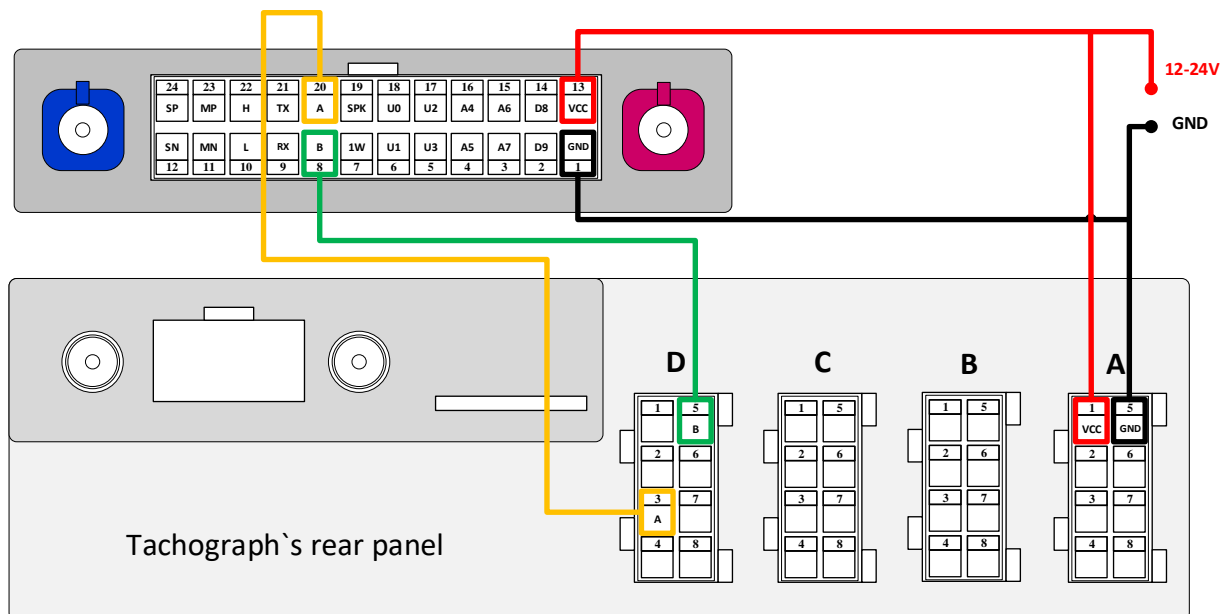 24 23 22 21 20 19 18 17 16 15 14 13
SP MP H TX A SPK U0 U2 A4 A6 D8 VCC
SN MN L RX B 1W U1 U3 A5 A7 D9 GND
12 11 10 9 8 7 6 5 4 3 2 1
12-24V
GND
D C B A
1 5 1 5 1 5 1 5
B VCC GND
2 6 2 6 2 6 2 6
3 7 3 7 3 7 3 7
A
4 8 4 8 4 8 4 8
Tachograph`s rear panel